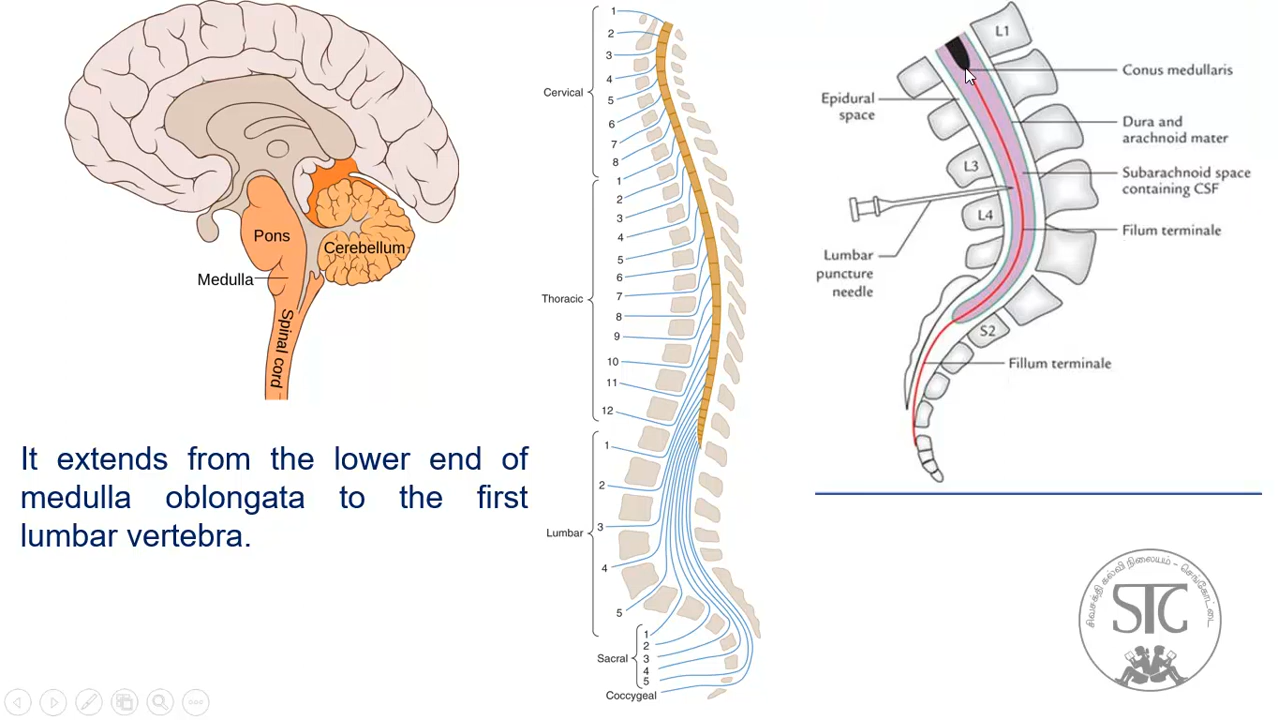 Pons
Cerebellum
Medulla
Spinal cord
It extends from the lower end of
medulla oblongata to the first
lumbar vertebra.
Cervical
1
2
3
4
5
6
7
8
Thoracic
1
2
3
4
5
6
7
8
9
10
11
12
Lumbar
1
2
3
4
5
Sacral
1
2
3
4
5
Coccygeal
L1
Conus medullaris
Epidural
space
Dura and
arachnoid mater
L3
Subarachnoid space
containing CSF
L4
Filum terminale
Lumbar
puncture
needle
S2
Fillum terminale
சிவசக்தி கல்வி நிலையம் - செங்கோட்டை
STC